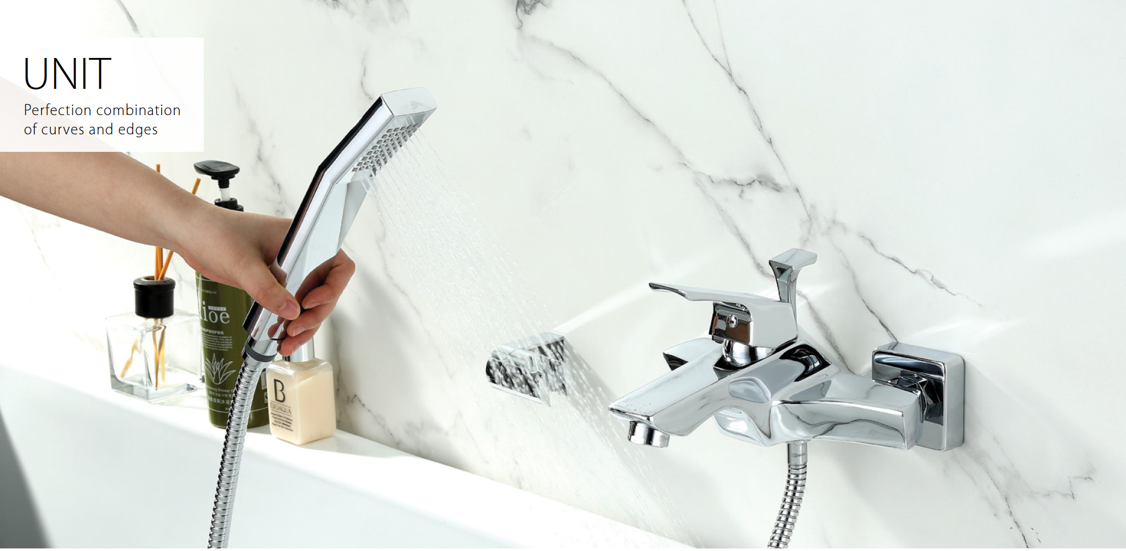 UNIT
Perfection combination
of curves and edges
B